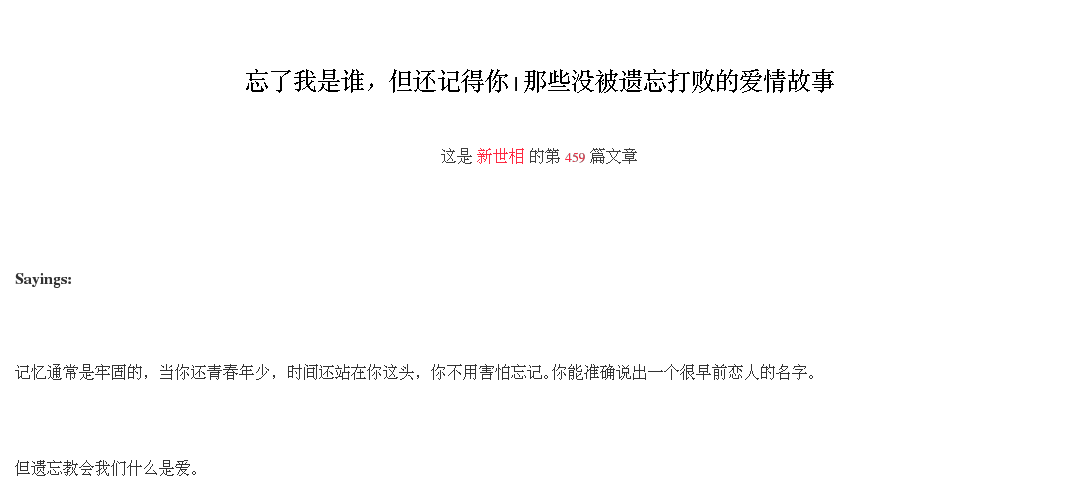 忘了我是谁，但还记得你 | 那些没被遗忘打败的爱情故事
这是 新世相 的第 459 篇文章
Sayings:
记忆通常是牢固的，当你还青春年少，时间还站在你这头，你不用害怕忘记。你能准确说出一个很早前恋人的名字。
但遗忘教会我们什么是爱。